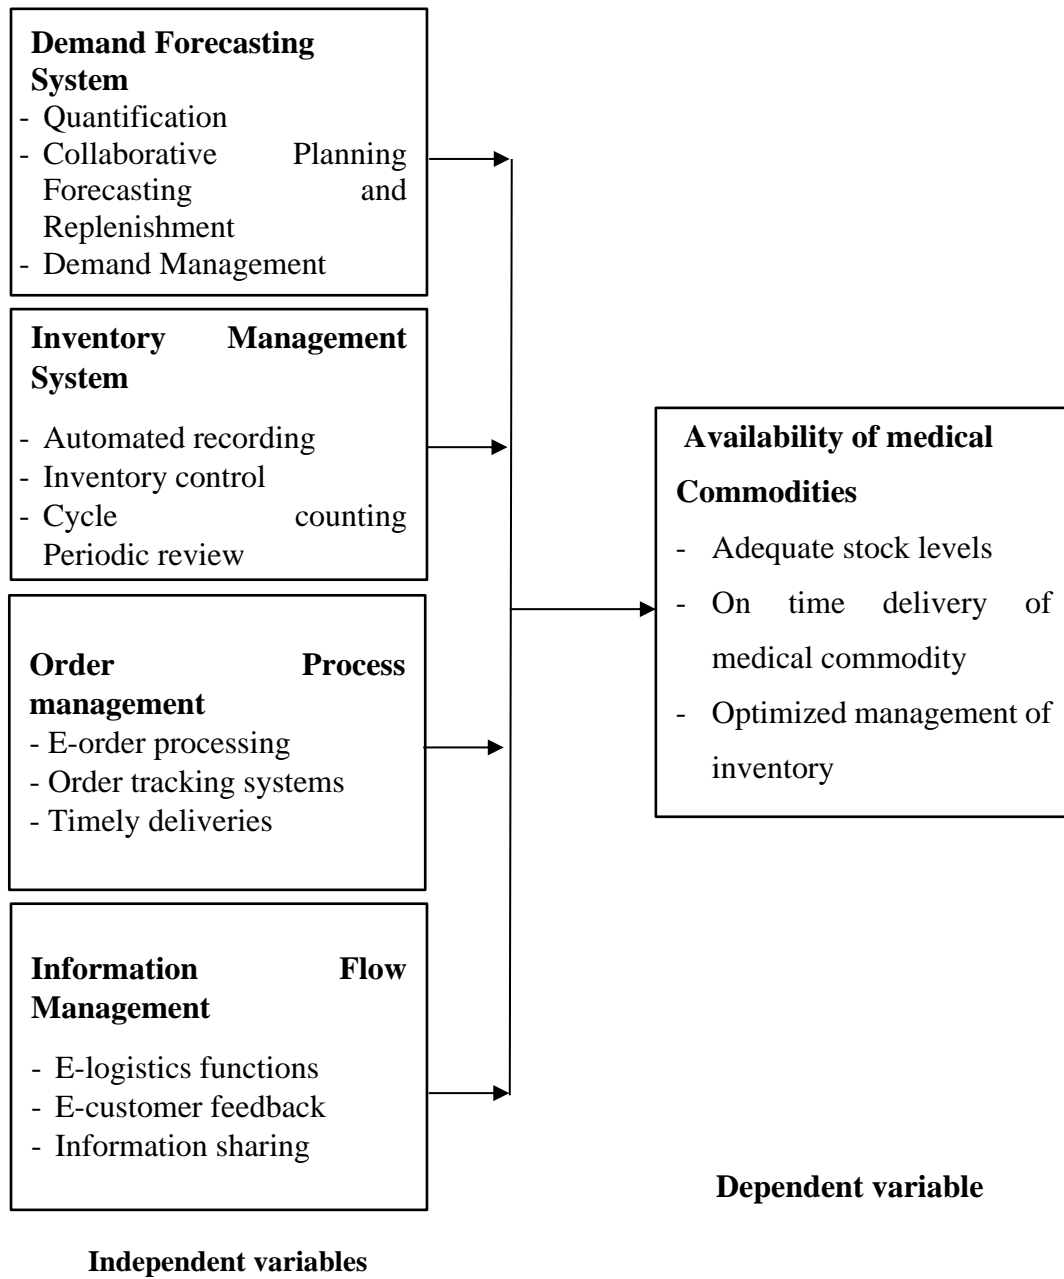 Demand Forecasting
System
- Quantification
- Collaborative Planning
Forecasting and
Replenishment
- Demand Management
Inventory Management
System
- Automated recording
- Inventory control
- Cycle counting
Periodic review
Order Process
management
- E-order processing
- Order tracking systems
- Timely deliveries
Information Flow
Management
- E-logistics functions
- E-customer feedback
- Information sharing
Independent variables
Availability of medical
Commodities
- Adequate stock levels
- On time delivery of
medical commodity
- Optimized management of
inventory
Dependent variable